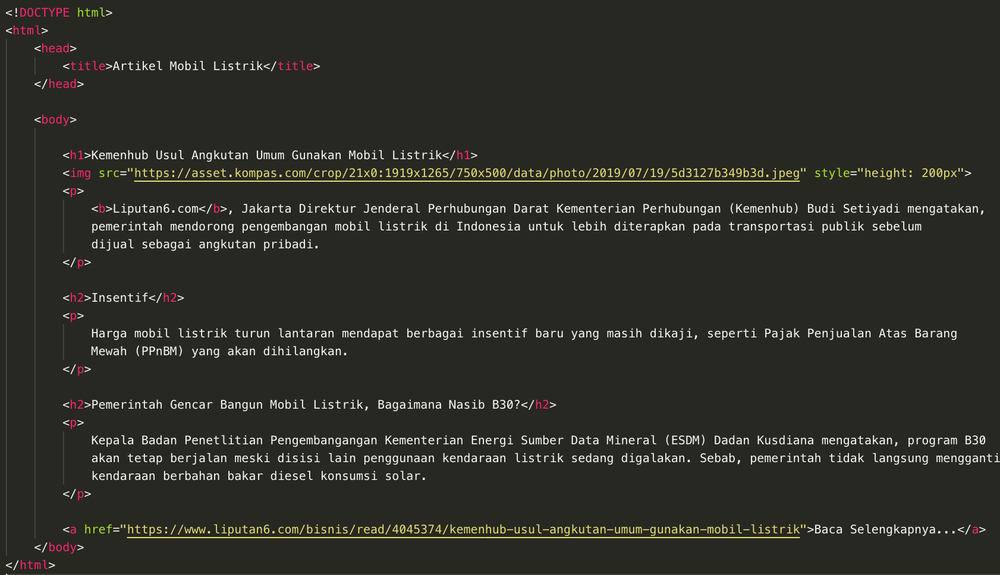 <!DOCTYPE html>
<html>
<head>
<title>Artikel Mobil Listrik</title>
</head>
<body>
<h1>Kemenhub Usul Angkutan Umum Gunakan Mobil Listrik</h1>
<img src="https://asset.kompas.com/crop/21x0:1919x1265/750x500/data/photo/2019/07/19/5d3127b349b3d.jpeg" style="height: 200px">
<p>
<b>Liputan6.com</b>, Jakarta Direktur Jenderal Perhubungan Darat Kementerian Perhubungan (Kemenhub) Budi Setiyadi mengatakan,
pemerintah mendorong pengembangan mobil listrik di Indonesia untuk lebih diterapkan pada transportasi publik sebelum
dijual sebagai angkutan pribadi.
</p>
<h2>Insentif</h2>
<p>
Harga mobil listrik turun lantaran mendapat berbagai insentif baru yang masih dikaji, seperti Pajak Penjualan Atas Barang
Mewah (PPnBM) yang akan dihilangkan.
</p>
<h2>Pemerintah Gencar Bangun Mobil Listrik, Bagaimana Nasib B30?</h2>
<p>
Kepala Badan Penetlitian Pengembangangan Kementerian Energi Sumber Data Mineral (ESDM) Dadan Kusdiana mengatakan, program B30
akan tetap berjalan meski disisi lain penggunaan kendaraan listrik sedang digalakan. Sebab, pemerintah tidak langsung mengganti
kendaraan berbahan bakar diesel konsumsi solar.
</p>
<a href="https://www.liputan6.com/bisnis/read/4045374/kemenhub-usul-angkutan-umum-gunakan-mobil-listrik">Baca Selengkapnya...</a>
</body>
</html>